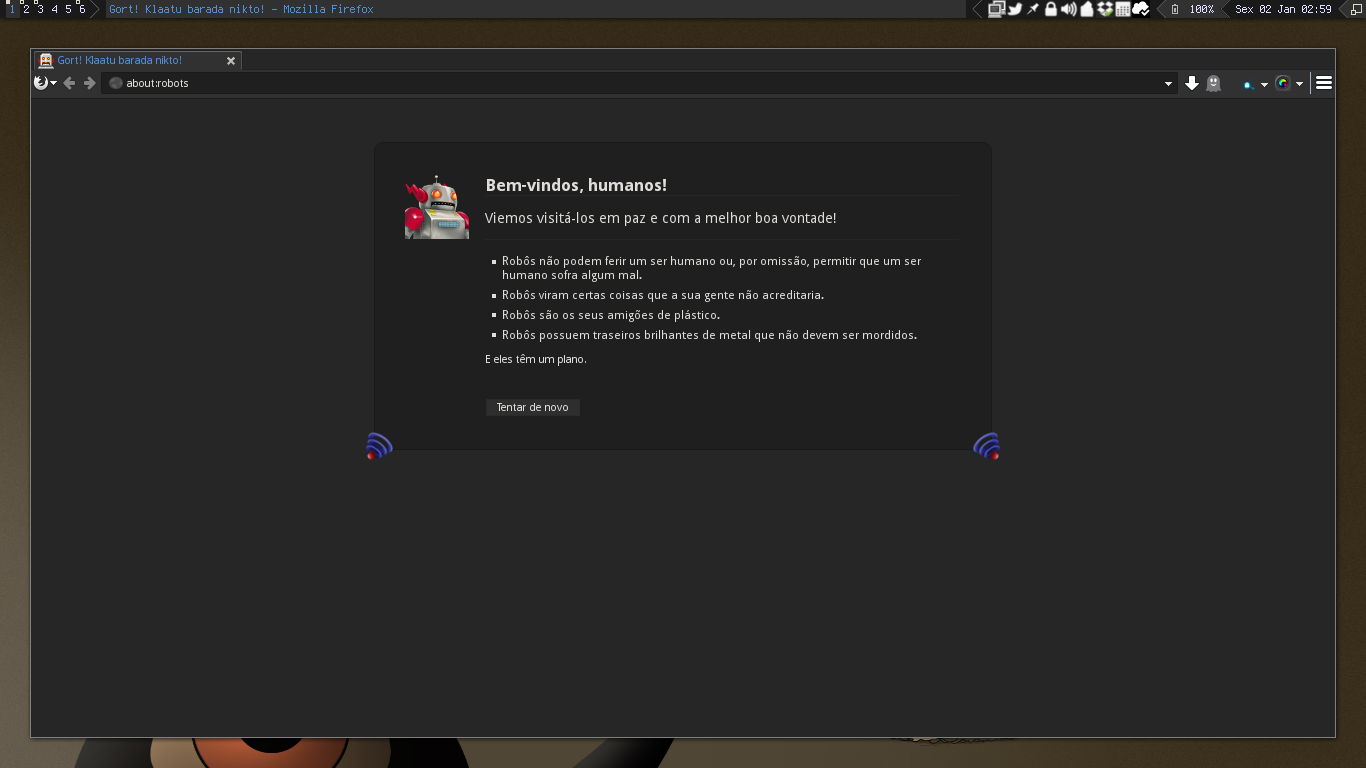 1 2 3 4 5 6
Gort! Klaatu barada nikto! - Mozilla Firefox
100%
Sex 02 Jan 02:59
Gort! Klaatu barada nikto!
about:robots
Bem-vindos, humanos!
Viemos visitá-los em paz e com a melhor boa vontade!
Robôs não podem ferir um ser humano ou, por omissão, permitir que um ser
humano sofra algum mal.
Robôs viram certas coisas que a sua gente não acreditaria.
Robôs são os seus amigões de plástico.
Robôs possuem traseiros brilhantes de metal que não devem ser mordidos.
E eles têm um plano.
Tentar de novo